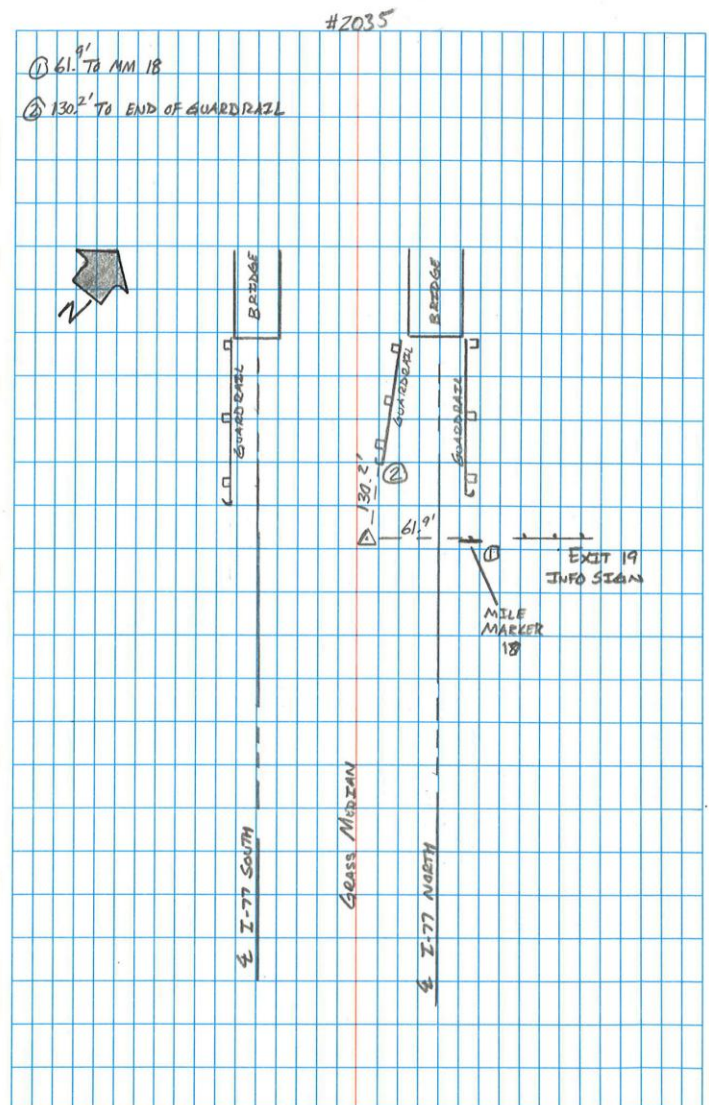 #2035
① 61.9' TO MM 18
② 130.2' TO END OF GUARDRAIL
N
BRIDGE
BRIDGE
GUARDRAIL
GUARDRAIL
GUARDRAIL
②
130.2'
61.9'
①
EXIT 19
INFO SIGN
MILE
MARKER
18
GRASS MEDIAN
℄ I-77 SOUTH
℄ I-77 NORTH